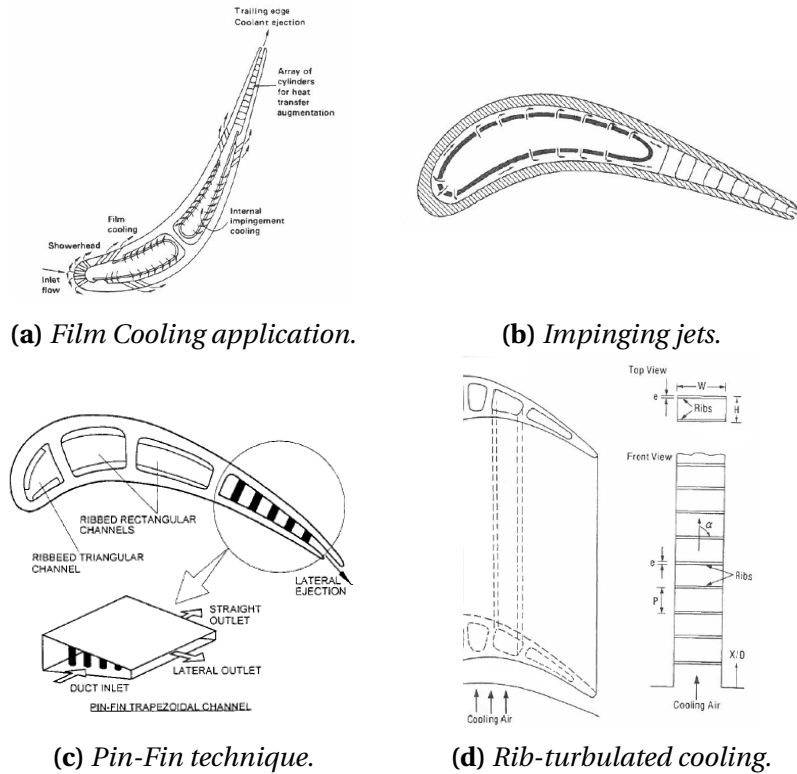 Trailing edge
Coolant ejection
Array of
cylinders
for heat
transfer
augmentation
Internal
impingement
cooling
Film
cooling
Showerhead
Inlet
flow
(a) Film Cooling application.
(b) Impinging jets.
RIBBED RECTANGULAR
CHANNELS
RIBBEED TRIANGULAR
CHANNEL
LATERAL
EJECTION
STRAIGHT
OUTLET
LATERAL OUTLET
DUCT INLET
PIN-FIN TRAPEZOIDAL CHANNEL
(c) Pin-Fin technique.
Top View
W
e
Ribs
H
Front View
α
e
Ribs
P
X/D
Cooling Air
Cooling Air
(d) Rib-turbulated cooling.